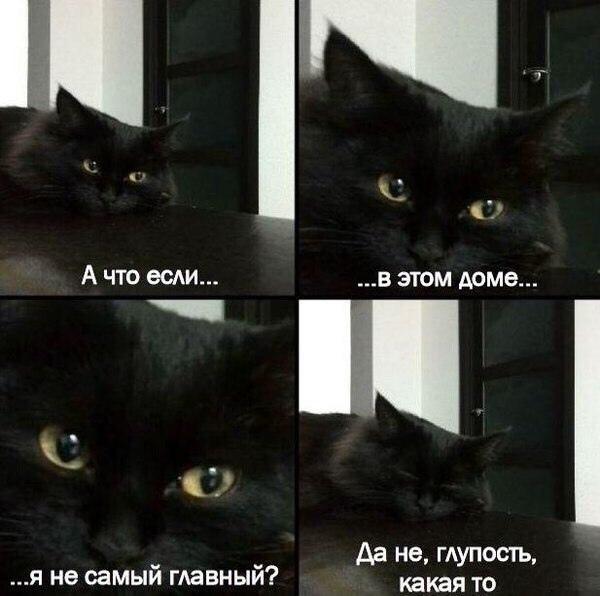 А что если...
...в этом доме...
...я не самый главный?
Да не, глупость,
какая то